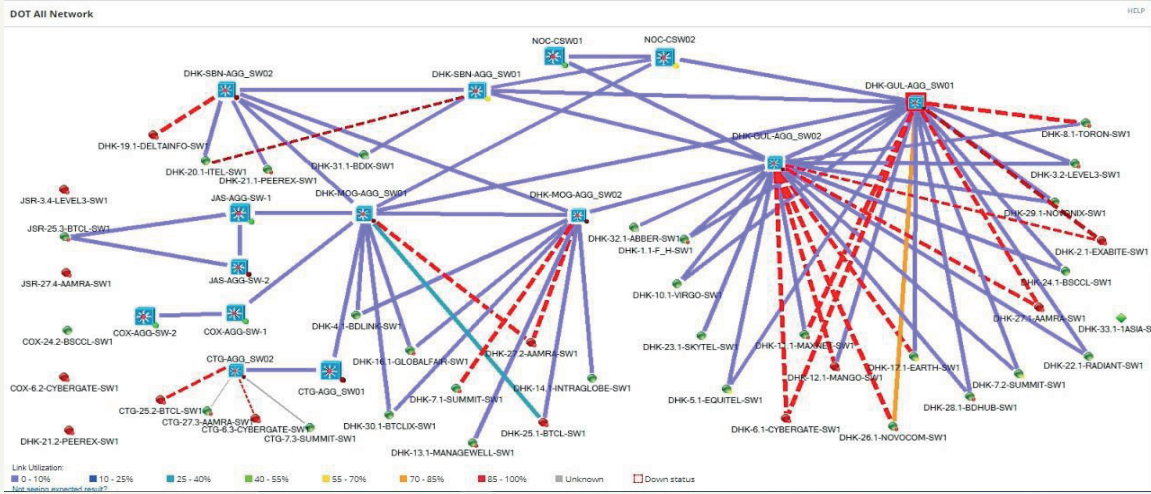 DOT All Network
HELP
NOC-CSW01
NOC-CSW02
DHK-SBN-AGG_SW02
DHK-SBN-AGG_SW01
DHK-GUL-AGG_SW01
DHK-19.1-DELTAINFO-SW1
DHK-8.1-TORON-SW1
DHK-GUL-AGG_SW02
DHK-31.1-BDIX-SW1
DHK-20.1-ITEL-SW1
DHK-21.1-PEEREX-SW1
DHK-3.2-LEVEL3-SW1
DHK-MOG-AGG_SW01
DHK-MOG-AGG_SW02
JSR-3.4-LEVEL3-SW1
JAS-AGG-SW-1
DHK-29.1-NOVONIX-SW1
JSR-25.3-BTCL-SW1
DHK-32.1-ABBER-SW1
DHK-1.1-F_H-SW1
DHK-2.1-EXABITE-SW1
JAS-AGG-SW-2
JSR-27.4-AAMRA-SW1
DHK-10.1-VIRGO-SW1
DHK-24.1-BSCCL-SW1
DHK-27.1-AAMRA-SW1
DHK-33.1-1ASIA-S
COX-AGG-SW-2
COX-AGG-SW-1
DHK-4.1-BDLINK-SW1
COX-24.2-BSCCL-SW1
DHK-23.1-SKYTEL-SW1
DHK-11.1-MAXNET-SW1
DHK-27.2-AAMRA-SW1
DHK-16.1-GLOBALFAIR-SW1
CTG-AGG_SW02
DHK-17.1-EARTH-SW1
DHK-22.1-RADIANT-SW1
DHK-12.1-MANGO-SW1
COX-6.2-CYBERGATE-SW1
CTG-AGG_SW01
DHK-7.1-SUMMIT-SW1
DHK-14.1-INTRAGLOBE-SW1
DHK-7.2-SUMMIT-SW1
DHK-5.1-EQUITEL-SW1
DHK-28.1-BDHUB-SW1
CTG-25.2-BTCL-SW1
CTG-27.3-AAMRA-SW1
CTG-6.3-CYBERGATE-SW1
CTG-7.3-SUMMIT-SW1
DHK-30.1-BTCLIX-SW1
DHK-25.1-BTCL-SW1
DHK-6.1-CYBERGATE-SW1
DHK-26.1-NOVOCOM-SW1
DHK-21.2-PEEREX-SW1
DHK-13.1-MANAGEWELL-SW1
Link Utilization:
0 - 10% 10 - 25% 25 - 40% 40 - 55% 55 - 70% 70 - 85% 85 - 100% Unknown Down status
Not seeing expected result?